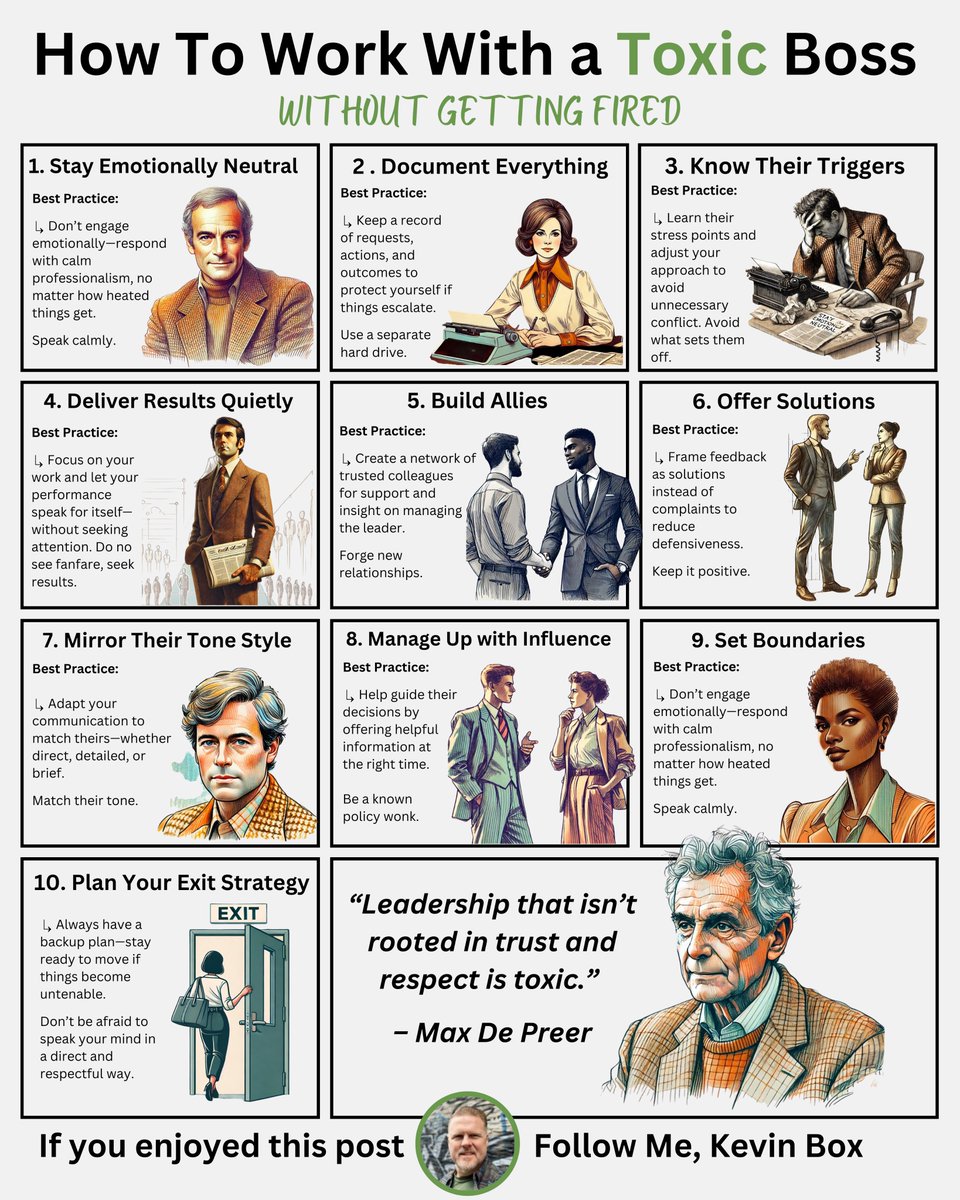 How To Work With a Toxic Boss
WITHOUT GETTING FIRED
1. Stay Emotionally Neutral
Best Practice:
↳ Don’t engage
emotionally—respond
with calm
professionalism, no
matter how heated
things get.
Speak calmly.
2 . Document Everything
Best Practice:
↳ Keep a record
of requests,
actions, and
outcomes to
protect yourself if
things escalate.
Use a separate
hard drive.
3. Know Their Triggers
Best Practice:
↳ Learn their
stress points and
adjust your
approach to
avoid
unnecessary
conflict. Avoid
what sets them
off.
STAY
EMOTIONALLY
NEUTRAL
4. Deliver Results Quietly
Best Practice:
↳ Focus on your
work and let your
performance
speak for itself—
without seeking
attention. Do no
see fanfare, seek
results.
5. Build Allies
Best Practice:
↳ Create a network of
trusted colleagues
for support and
insight on managing
the leader.
Forge new
relationships.
6. Offer Solutions
Best Practice:
↳ Frame feedback
as solutions
instead of
complaints to
reduce
defensiveness.
Keep it positive.
7. Mirror Their Tone Style
Best Practice:
↳ Adapt your
communication to
match theirs—whether
direct, detailed, or
brief.
Match their tone.
8. Manage Up with Influence
Best Practice:
↳ Help guide their
decisions by
offering helpful
information at
the right time.
Be a known
policy wonk.
9. Set Boundaries
Best Practice:
↳ Don’t engage
emotionally—respond
with calm
professionalism, no
matter how heated
things get.
Speak calmly.
10. Plan Your Exit Strategy
↳ Always have a
backup plan—stay
ready to move if
things become
untenable.
Don’t be afraid to
speak your mind in
a direct and
respectful way.
EXIT
“Leadership that isn’t
rooted in trust and
respect is toxic.”
– Max De Preer
If you enjoyed this post Follow Me, Kevin Box